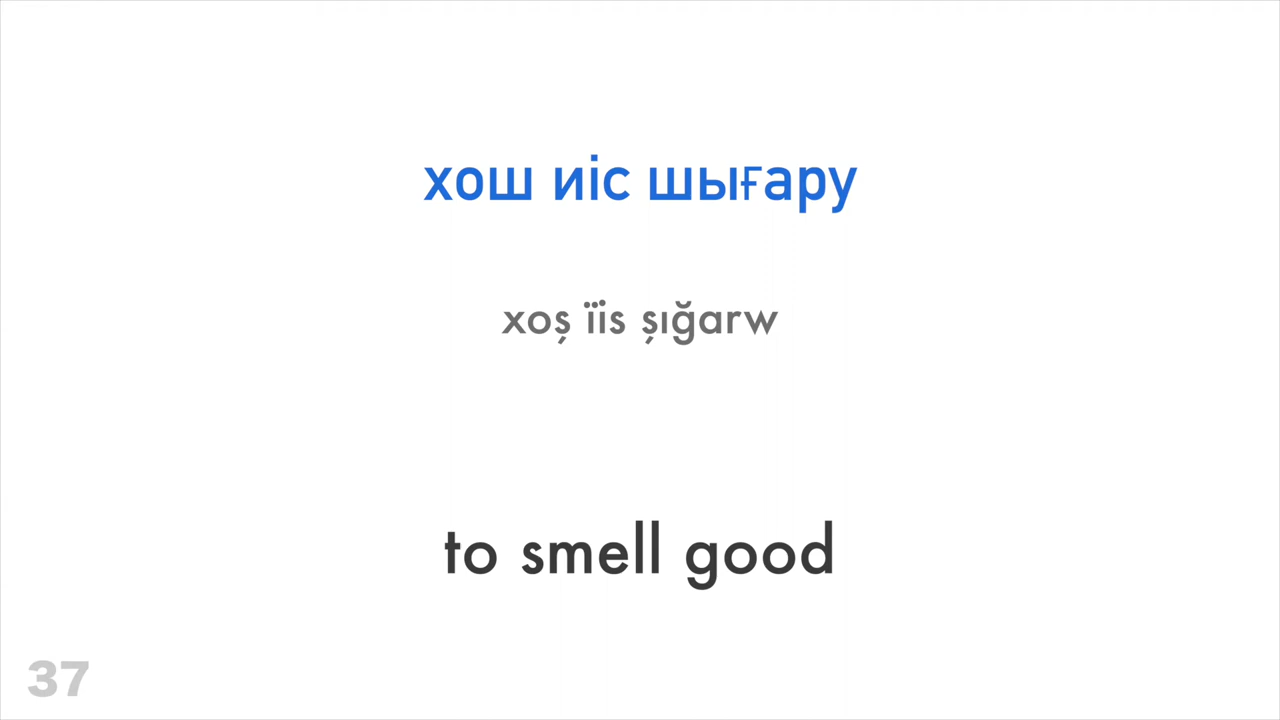 хош иіс шығару
xoş ïis şığarw
to smell good
37